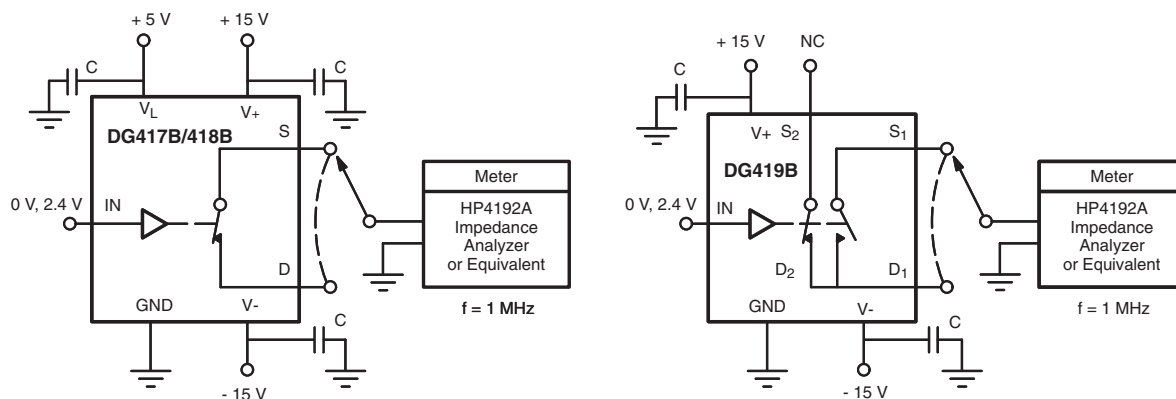 + 5 V
+ 15 V
C
C
VL
V+
DG417B/418B
S
0 V, 2.4 V
IN
D
GND
V-
C
- 15 V
Meter
HP4192A
Impedance
Analyzer
or Equivalent
f = 1 MHz
+ 15 V
NC
C
V+
S2
S1
DG419B
0 V, 2.4 V
IN
D2
D1
GND
V-
C
- 15 V
Meter
HP4192A
Impedance
Analyzer
or Equivalent
f = 1 MHz